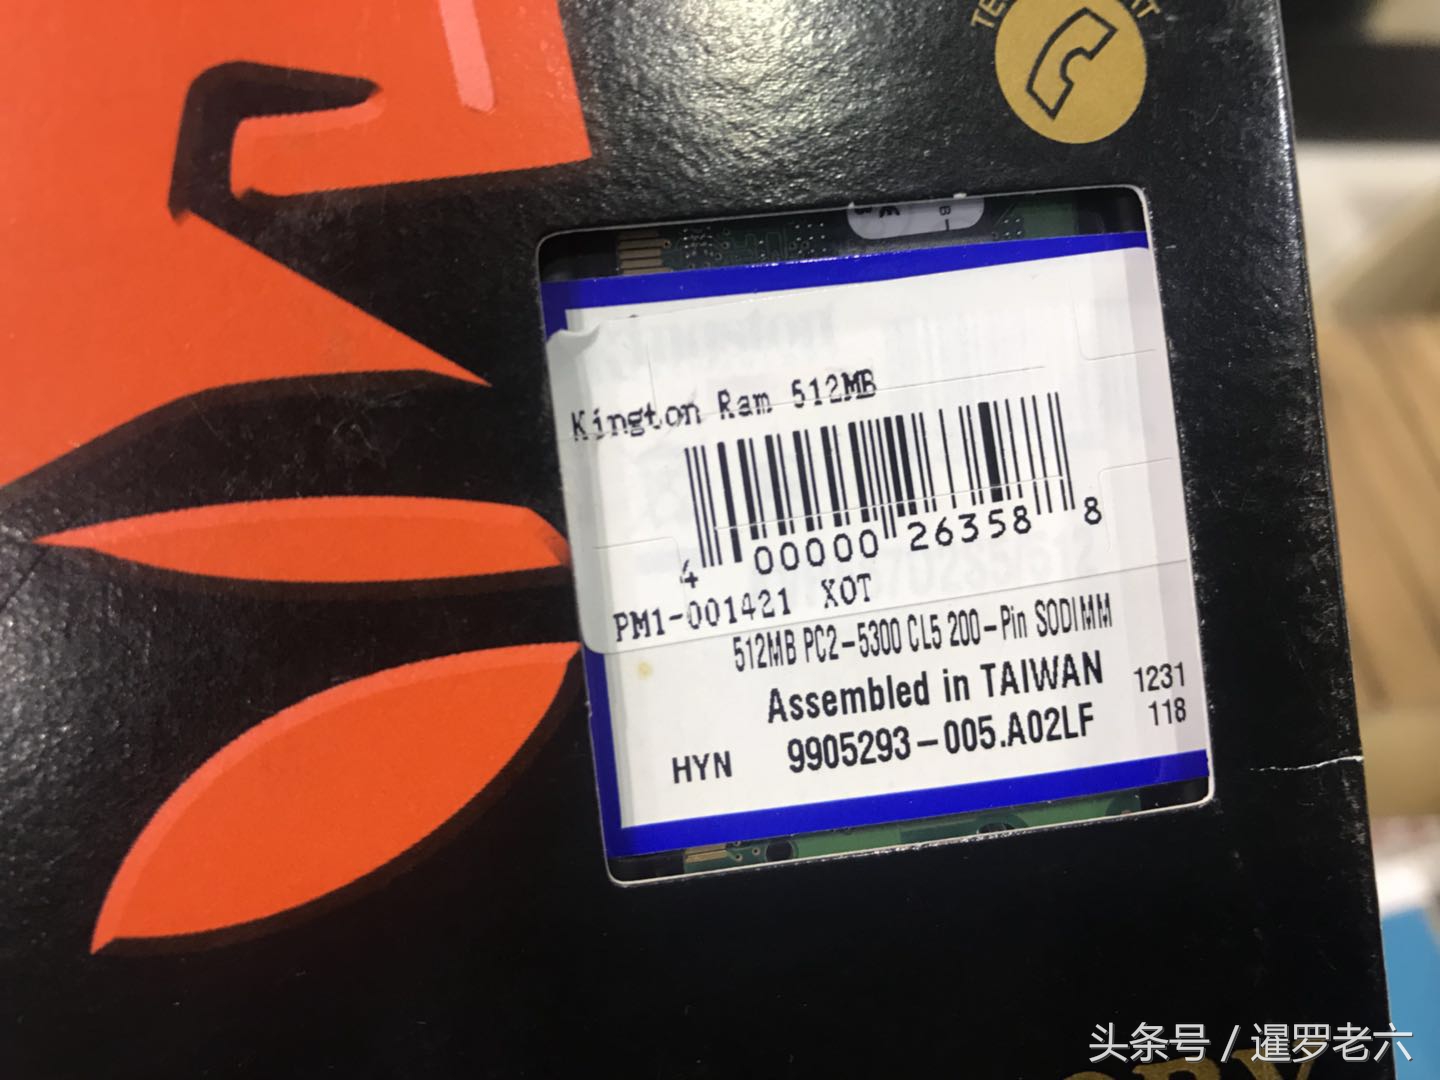 Kington Ram 512MB
4 00000 26358 8
PM1-001421 XOT
512MB PC2-5300 CL5 200-Pin SODIMM
Assembled in TAIWAN 1231
HYN 9905293-005.A02LF 118
头条号 / 暹罗老六